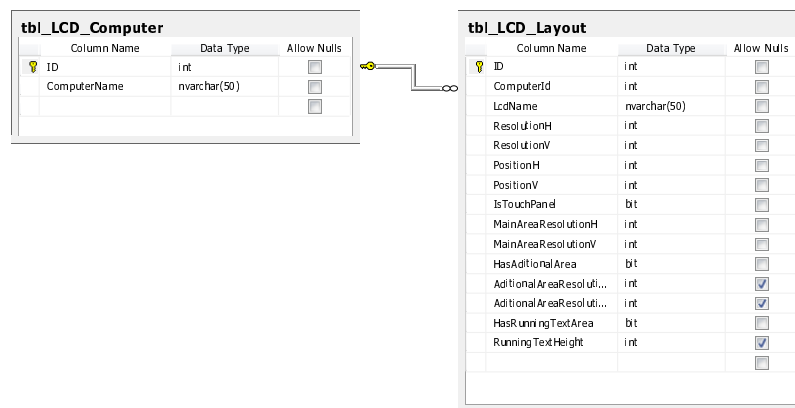 tbl_LCD_Computer
Column Name Data Type Allow Nulls
ID int
ComputerName nvarchar(50)
tbl_LCD_Layout
Column Name Data Type Allow Nulls
ID int
ComputerId int
LcdName nvarchar(50)
ResolutionH int
ResolutionV int
PositionH int
PositionV int
IsTouchPanel bit
MainAreaResolutionH int
MainAreaResolutionV int
HasAditionalArea bit
AditionalAreaResoluti... int
AditionalAreaResoluti... int
HasRunningTextArea bit
RunningTextHeight int